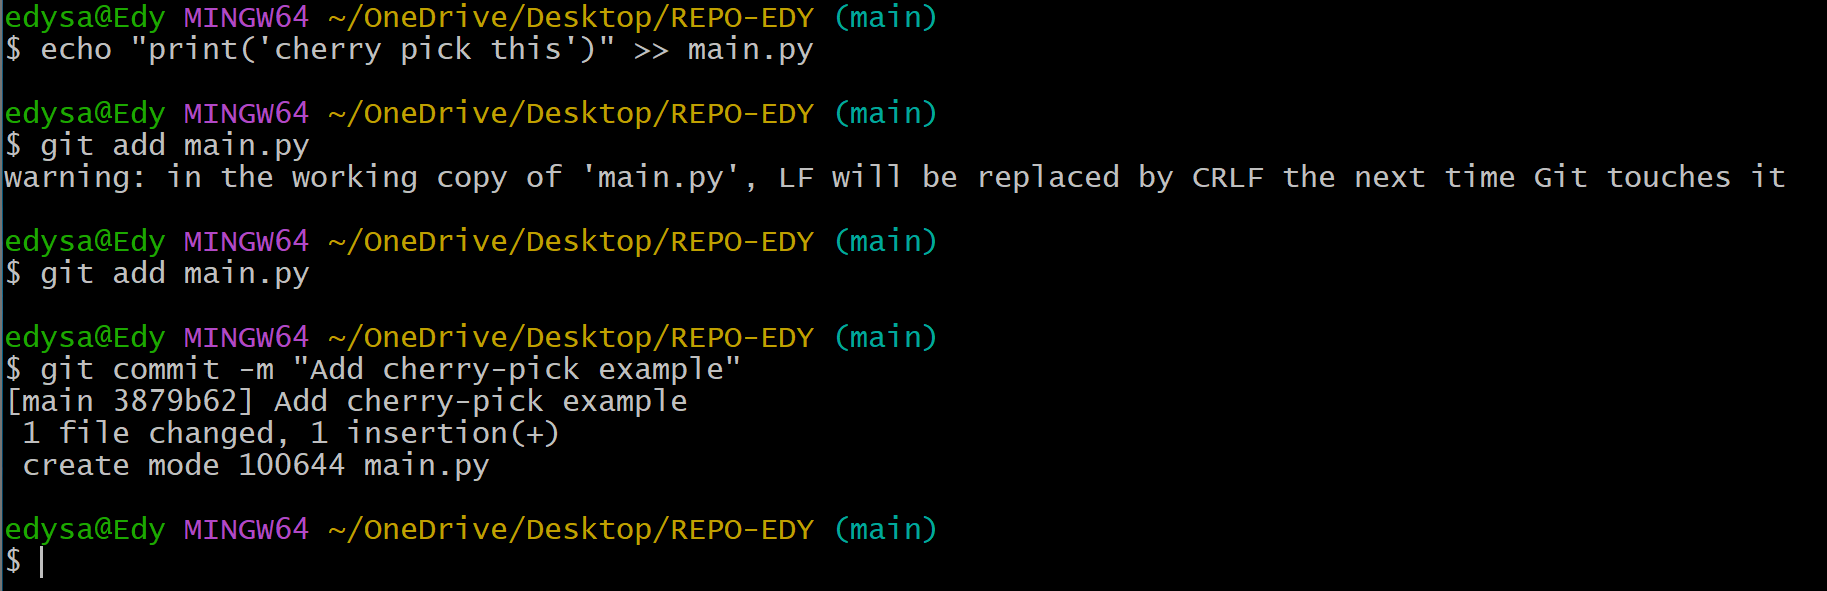 edysa@Edy MINGW64 ~/OneDrive/Desktop/REPO-EDY (main)
$ echo "print('cherry pick this')" >> main.py
edysa@Edy MINGW64 ~/OneDrive/Desktop/REPO-EDY (main)
$ git add main.py
warning: in the working copy of 'main.py', LF will be replaced by CRLF the next time Git touches it
edysa@Edy MINGW64 ~/OneDrive/Desktop/REPO-EDY (main)
$ git add main.py
edysa@Edy MINGW64 ~/OneDrive/Desktop/REPO-EDY (main)
$ git commit -m "Add cherry-pick example"
[main 3879b62] Add cherry-pick example
 1 file changed, 1 insertion(+)
 create mode 100644 main.py
edysa@Edy MINGW64 ~/OneDrive/Desktop/REPO-EDY (main)
$